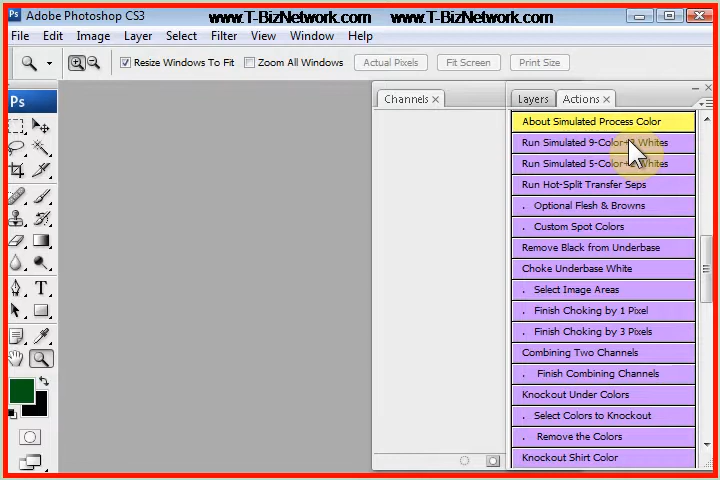 Ps Adobe Photoshop CS3 www.T-BizNetwork.com www.T-BizNetwork.com
File Edit Image Layer Select Filter View Window Help
Resize Windows To Fit Zoom All Windows Actual Pixels Fit Screen Print Size
Ps
Channels × Layers Actions ×
About Simulated Process Color
Run Simulated 9-Color+ Whites
Run Simulated 5-Color+ Whites
Run Hot-Split Transfer Seps
. Optional Flesh & Browns
. Custom Spot Colors
Remove Black from Underbase
Choke Underbase White
. Select Image Areas
. Finish Choking by 1 Pixel
. Finish Choking by 3 Pixels
Combining Two Channels
. Finish Combining Channels
Knockout Under Colors
. Select Colors to Knockout
. Remove the Colors
Knockout Shirt Color
T